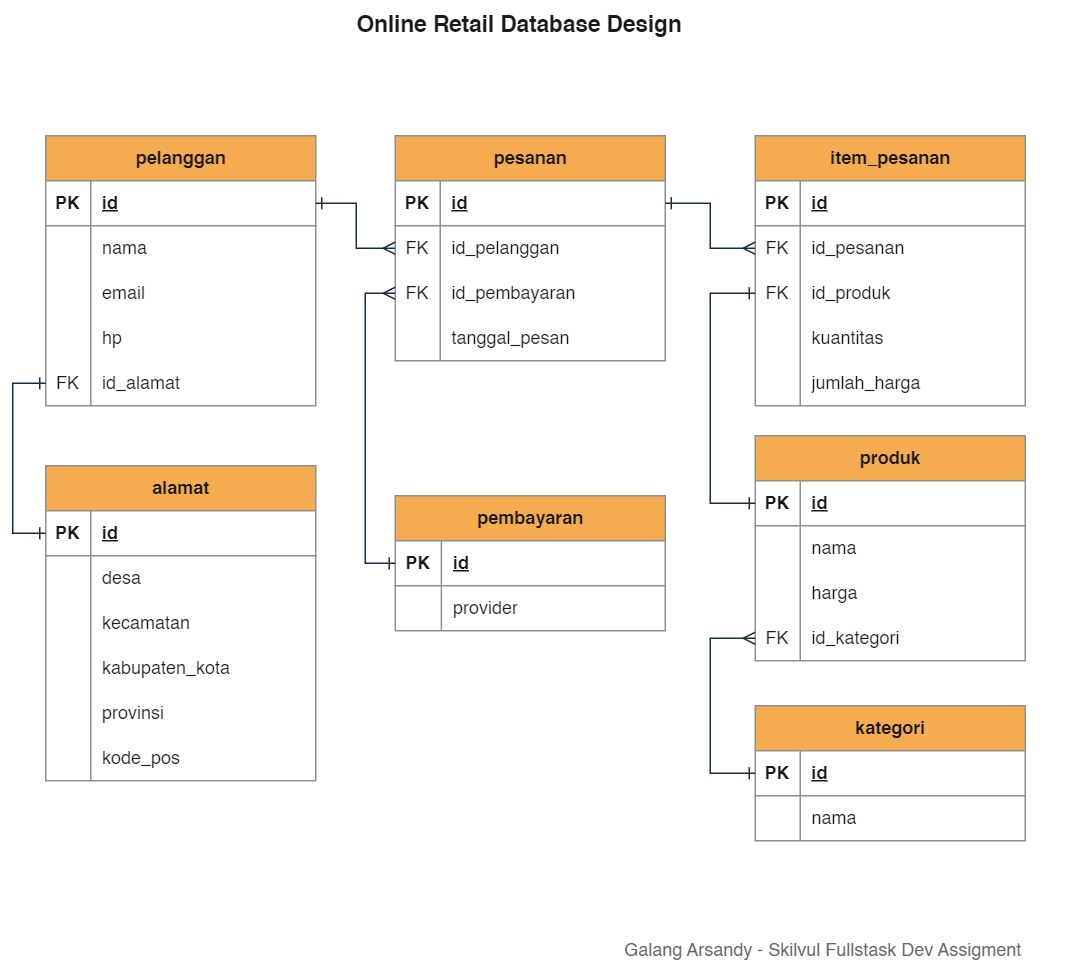 Online Retail Database Design
pelanggan
PK id
nama
email
hp
FK id_alamat
alamat
PK id
desa
kecamatan
kabupaten_kota
provinsi
kode_pos
pesanan
PK id
FK id_pelanggan
FK id_pembayaran
tanggal_pesan
pembayaran
PK id
provider
item_pesanan
PK id
FK id_pesanan
FK id_produk
kuantitas
jumlah_harga
produk
PK id
nama
harga
FK id_kategori
kategori
PK id
nama
Galang Arsandy - Skilvul Fullstask Dev Assigment